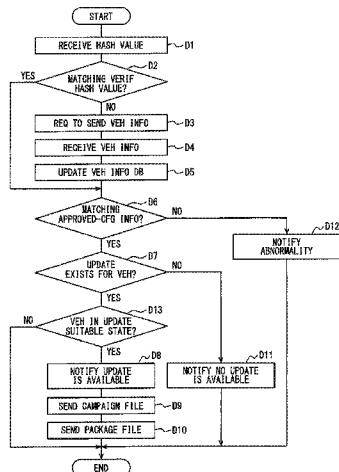 START
RECEIVE HASH VALUE
D1
D2
YES
MATCHING VERIF
HASH VALUE?
NO
REQ TO SEND VEH INFO
D3
RECEIVE VEH INFO
D4
UPDATE VEH INFO DB
D5
D6
MATCHING
APPROVED-CFG INFO?
NO
D12
NOTIFY
ABNORMALITY
YES
D7
UPDATE
EXISTS FOR VEH?
NO
YES
D13
NO
VEH IN UPDATE
SUITABLE STATE?
YES
D8
D11
NOTIFY UPDATE
IS AVAILABLE
NOTIFY NO UPDATE
IS AVAILABLE
SEND CAMPAIGN FILE
D9
SEND PACKAGE FILE
D10
END